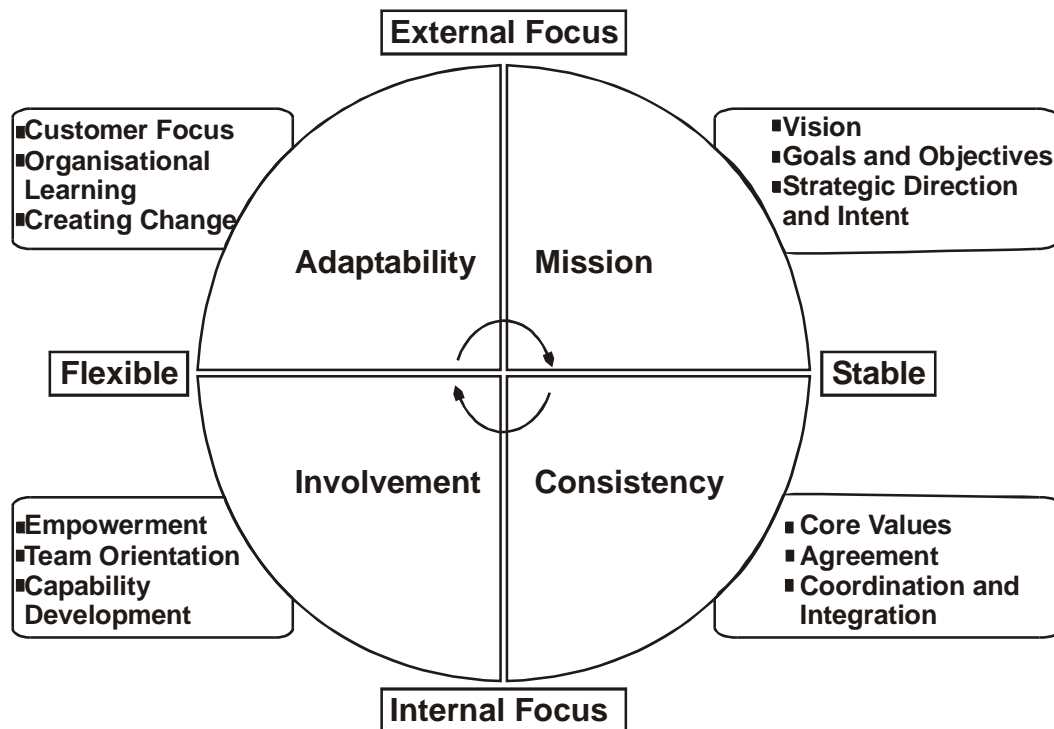 External Focus
▪Customer Focus
▪Organisational
Learning
▪Creating Change
▪Vision
▪Goals and Objectives
▪Strategic Direction
and Intent
Adaptability
Mission
Flexible
Stable
Involvement
Consistency
▪Empowerment
▪Team Orientation
▪Capability
Development
▪Core Values
▪Agreement
▪Coordination and
Integration
Internal Focus